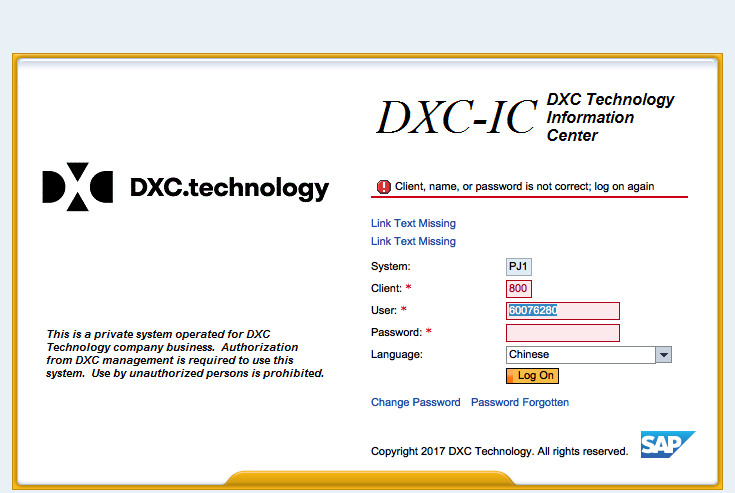 DXC-IC
DXC Technology
Information
Center
DXC.technology
Client, name, or password is not correct; log on again
Link Text Missing
Link Text Missing
System: PJ1
Client: * 800
User: * 60076280
Password: *
Language: Chinese
Log On
This is a private system operated for DXC
Technology company business. Authorization
from DXC management is required to use this
system. Use by unauthorized persons is prohibited.
Change Password Password Forgotten
Copyright 2017 DXC Technology. All rights reserved.
SAP